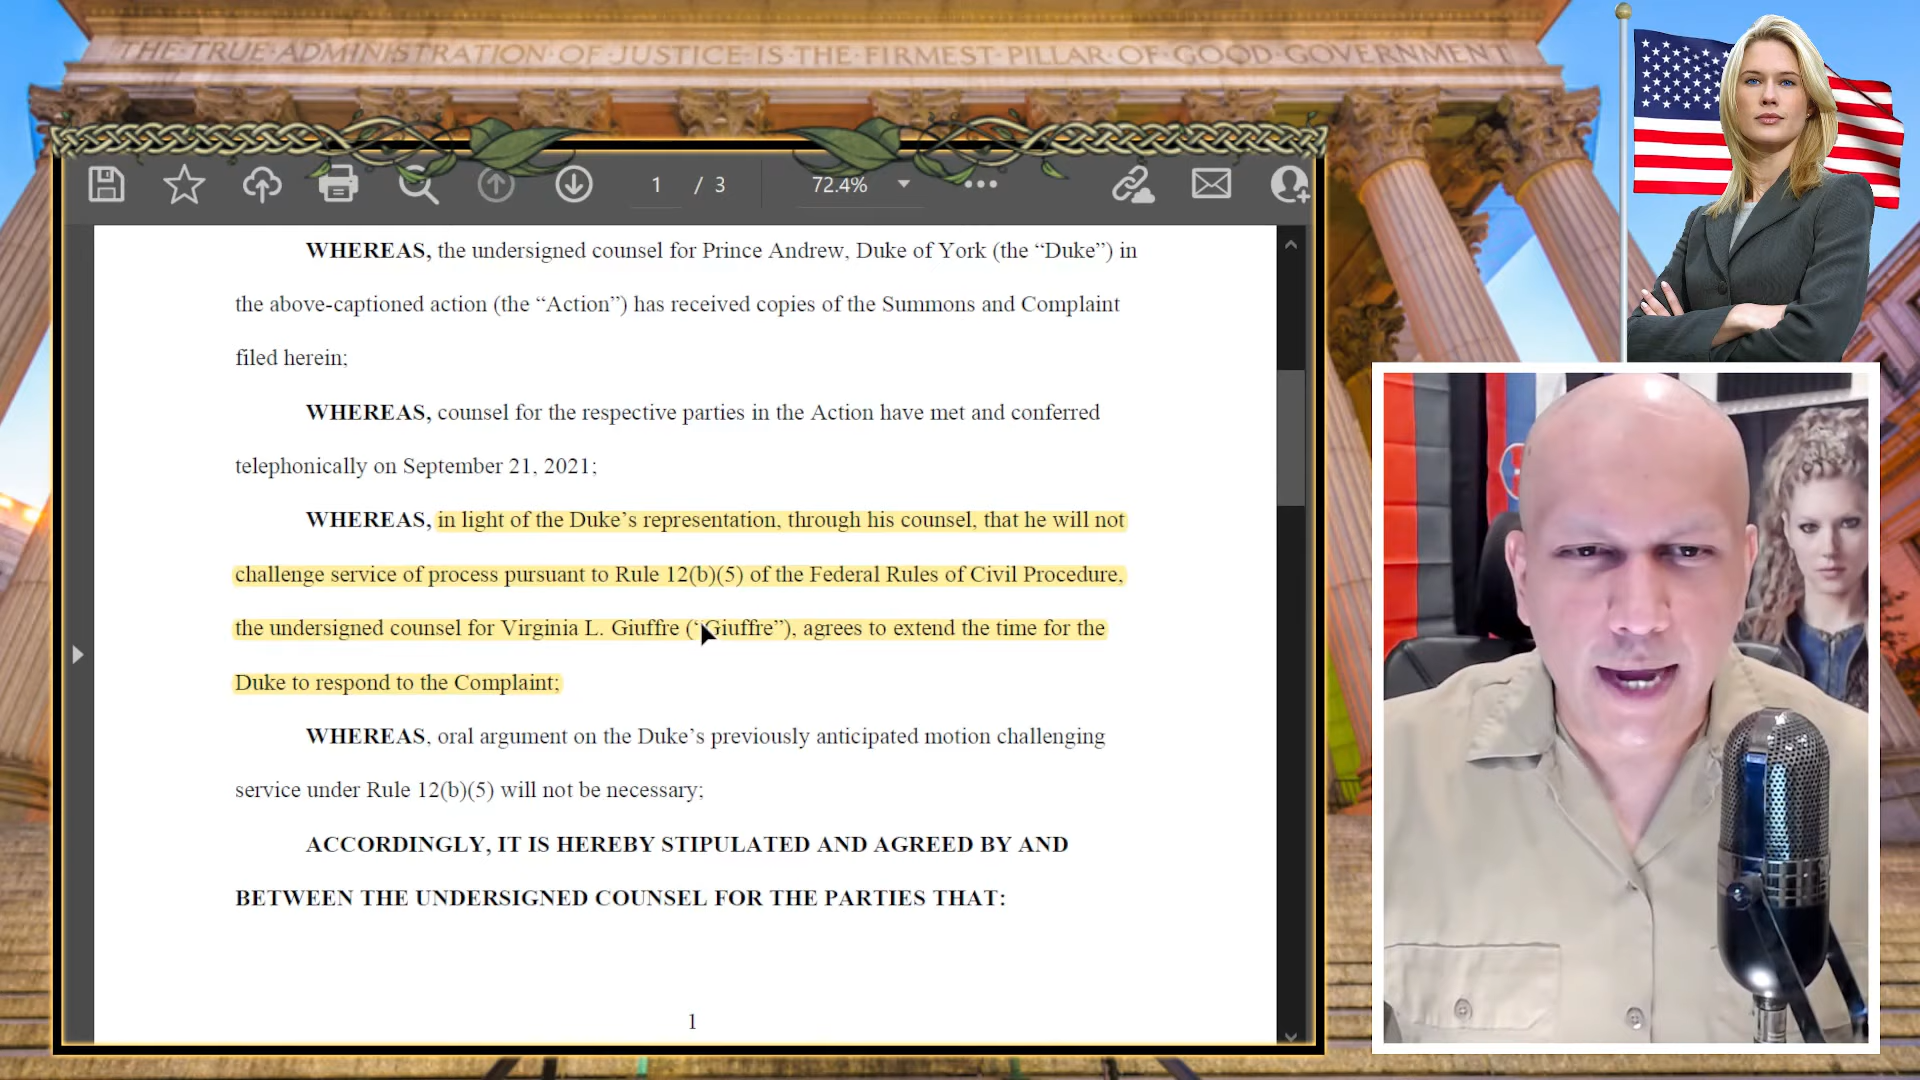 THE·TRUE·ADMINISTRATION·OF·JUSTICE·IS·THE·FIRMEST·PILLAR·OF·GOOD·GOVERNMENT
1 / 3 72.4%
WHEREAS, the undersigned counsel for Prince Andrew, Duke of York (the “Duke”) in
the above-captioned action (the “Action”) has received copies of the Summons and Complaint
filed herein;
WHEREAS, counsel for the respective parties in the Action have met and conferred
telephonically on September 21, 2021;
WHEREAS, in light of the Duke’s representation, through his counsel, that he will not
challenge service of process pursuant to Rule 12(b)(5) of the Federal Rules of Civil Procedure,
the undersigned counsel for Virginia L. Giuffre (“Giuffre”), agrees to extend the time for the
Duke to respond to the Complaint;
WHEREAS, oral argument on the Duke’s previously anticipated motion challenging
service under Rule 12(b)(5) will not be necessary;
ACCORDINGLY, IT IS HEREBY STIPULATED AND AGREED BY AND
BETWEEN THE UNDERSIGNED COUNSEL FOR THE PARTIES THAT:
1